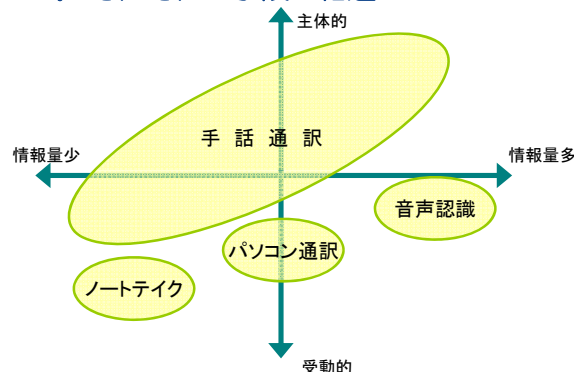 主体的
手話通訳
情報量少
情報量多
音声認識
パソコン通訳
ノートテイク
受動的